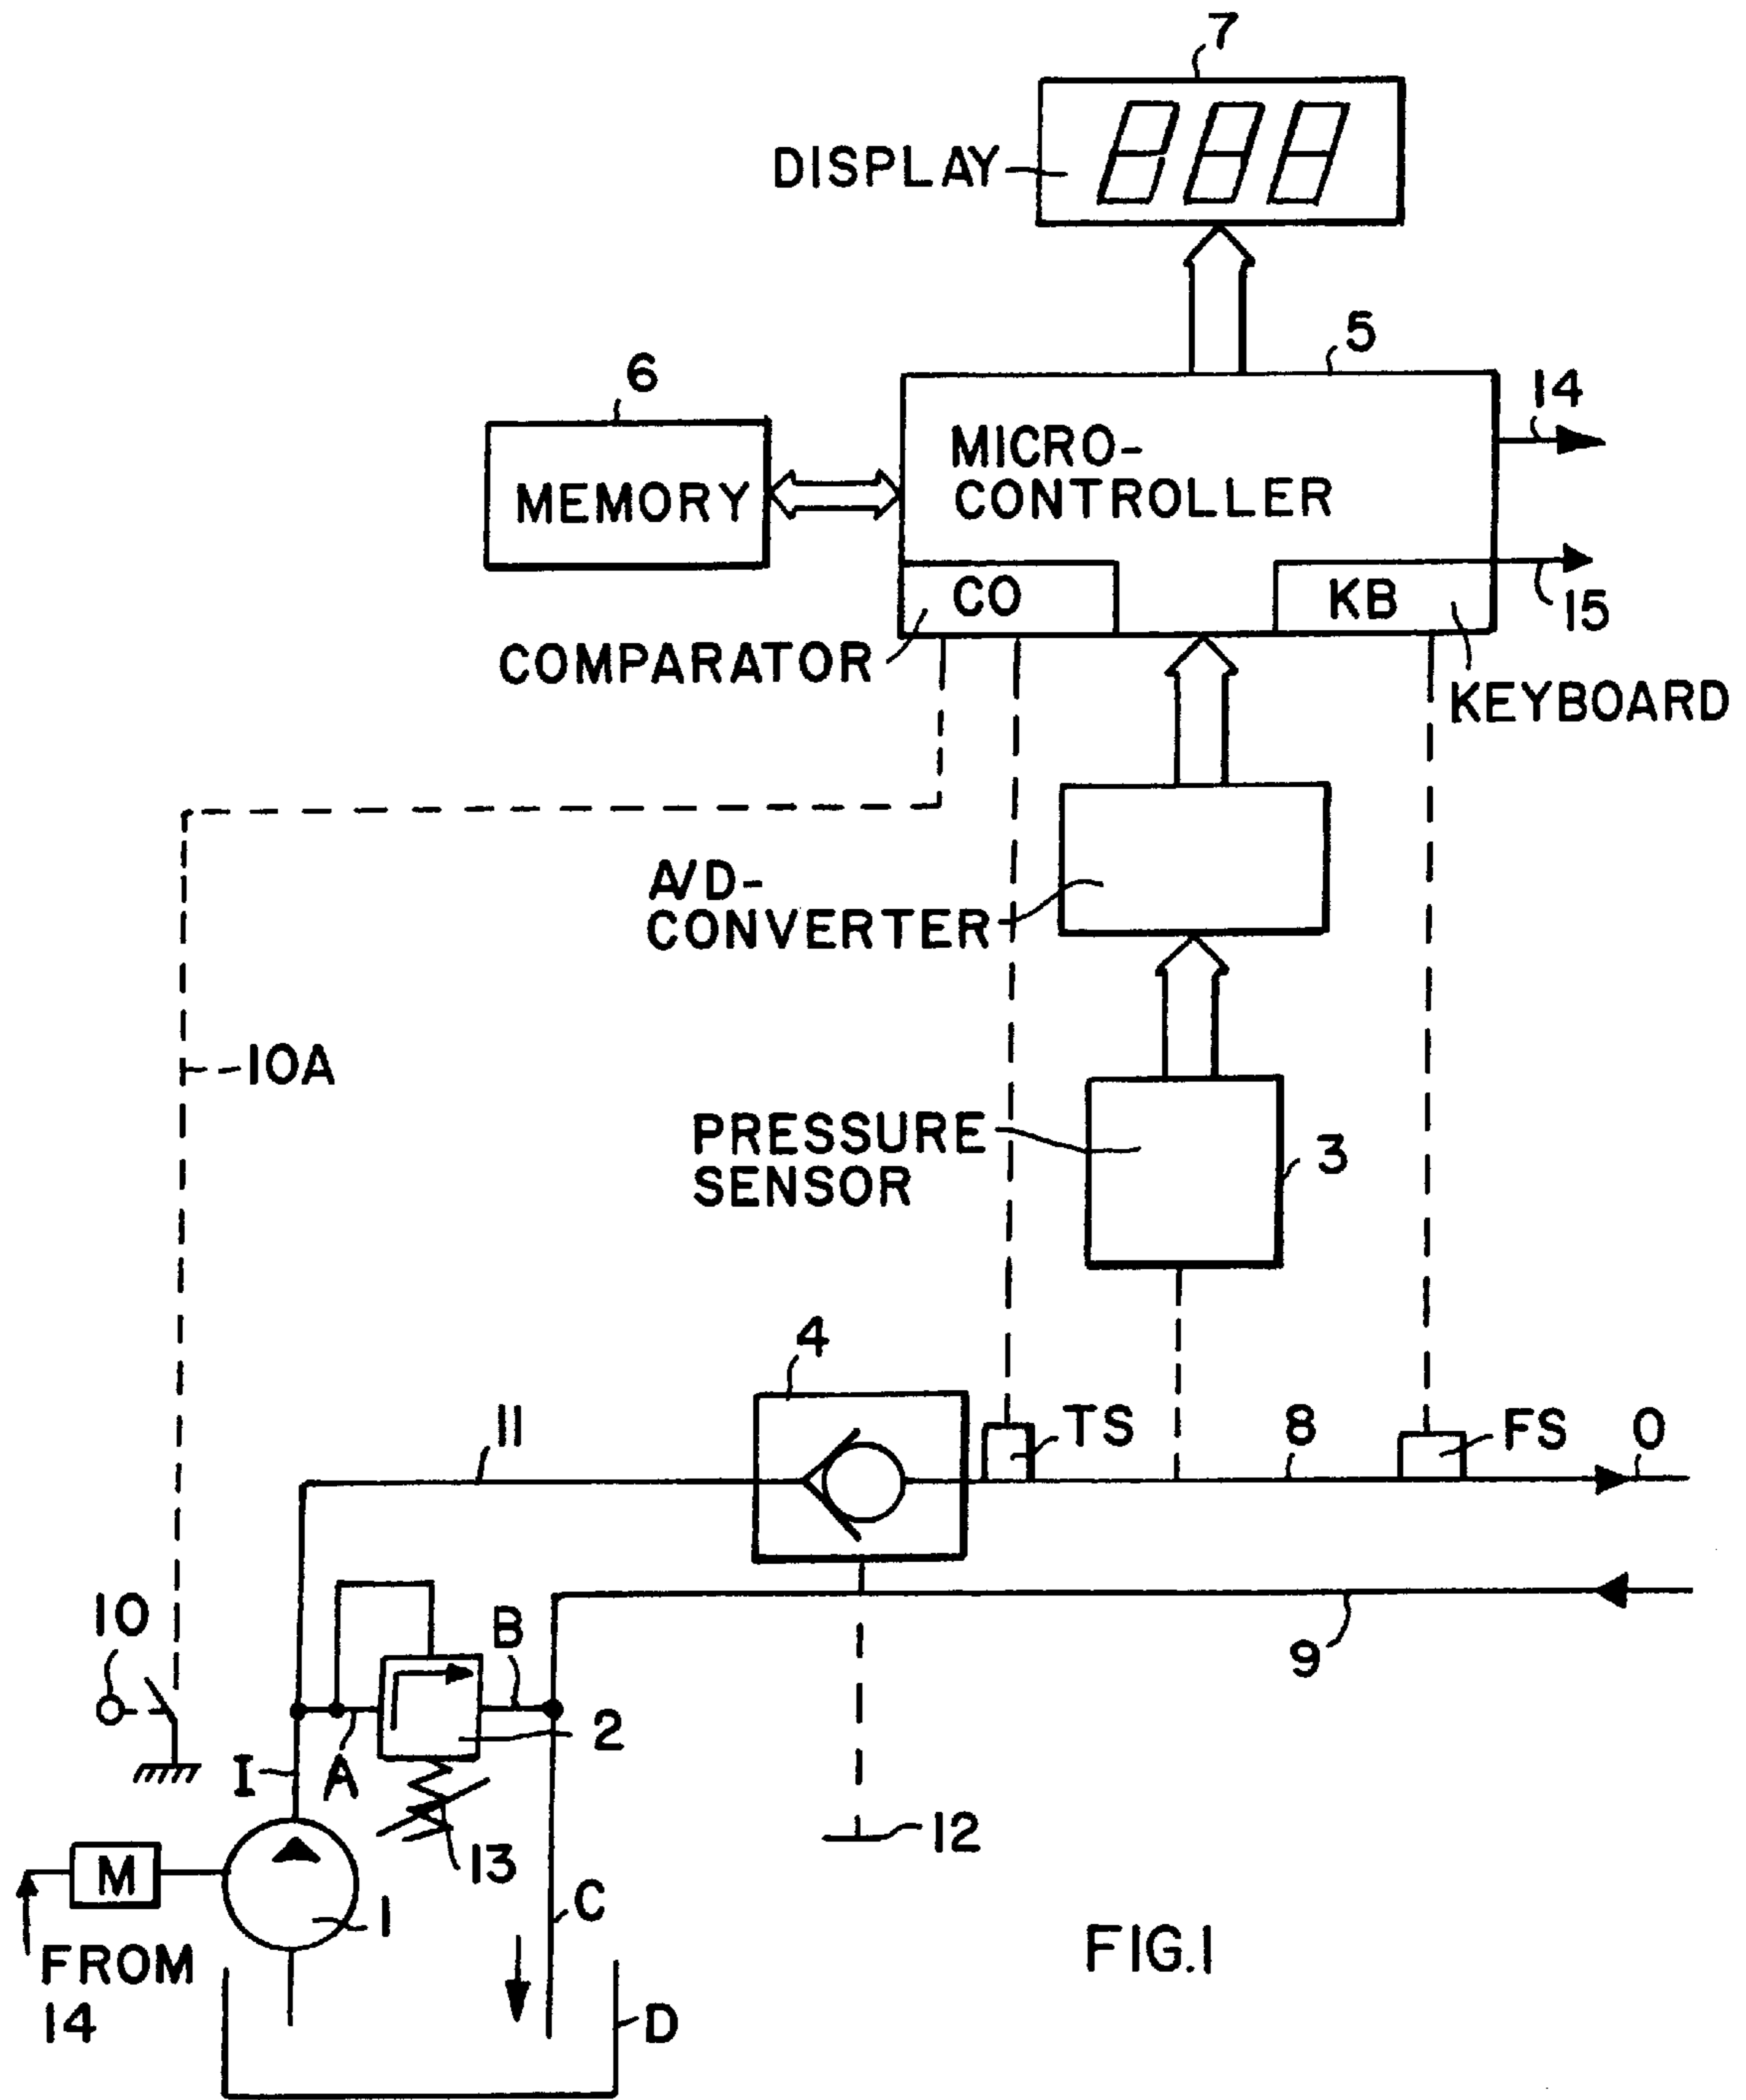 7
DISPLAY
5
6
14
MICRO-
CONTROLLER
MEMORY
CO
KB
15
COMPARATOR
KEYBOARD
A/D-
CONVERTER
10A
PRESSURE
SENSOR
3
4
11
TS
8
FS
O
10
B
9
2
I
A
12
13
M
1
C
FROM
14
D
FIG.1